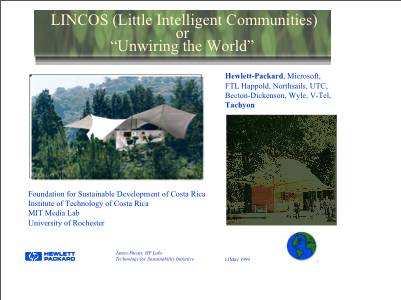 LINCOS (Little Intelligent Communities)
or
“Unwiring the World”
Hewlett-Packard, Microsoft,
FTL Happold, Northsails, UTC,
Becton-Dickenson, Wyle, V-Tel,
Tachyon
Foundation for Sustainable Development of Costa Rica
Institute of Technology of Costa Rica
MIT Media Lab
University of Rochester
hp HEWLETT
PACKARD
James Sheats, HP Labs
Technology for Sustainability Initiative
11May 1999